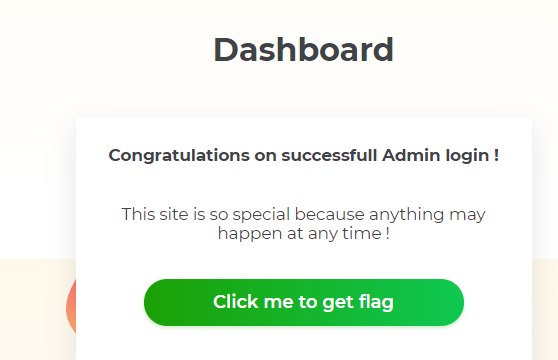 Dashboard
Congratulations on successfull Admin login !
This site is so special because anything may
happen at any time !
Click me to get flag